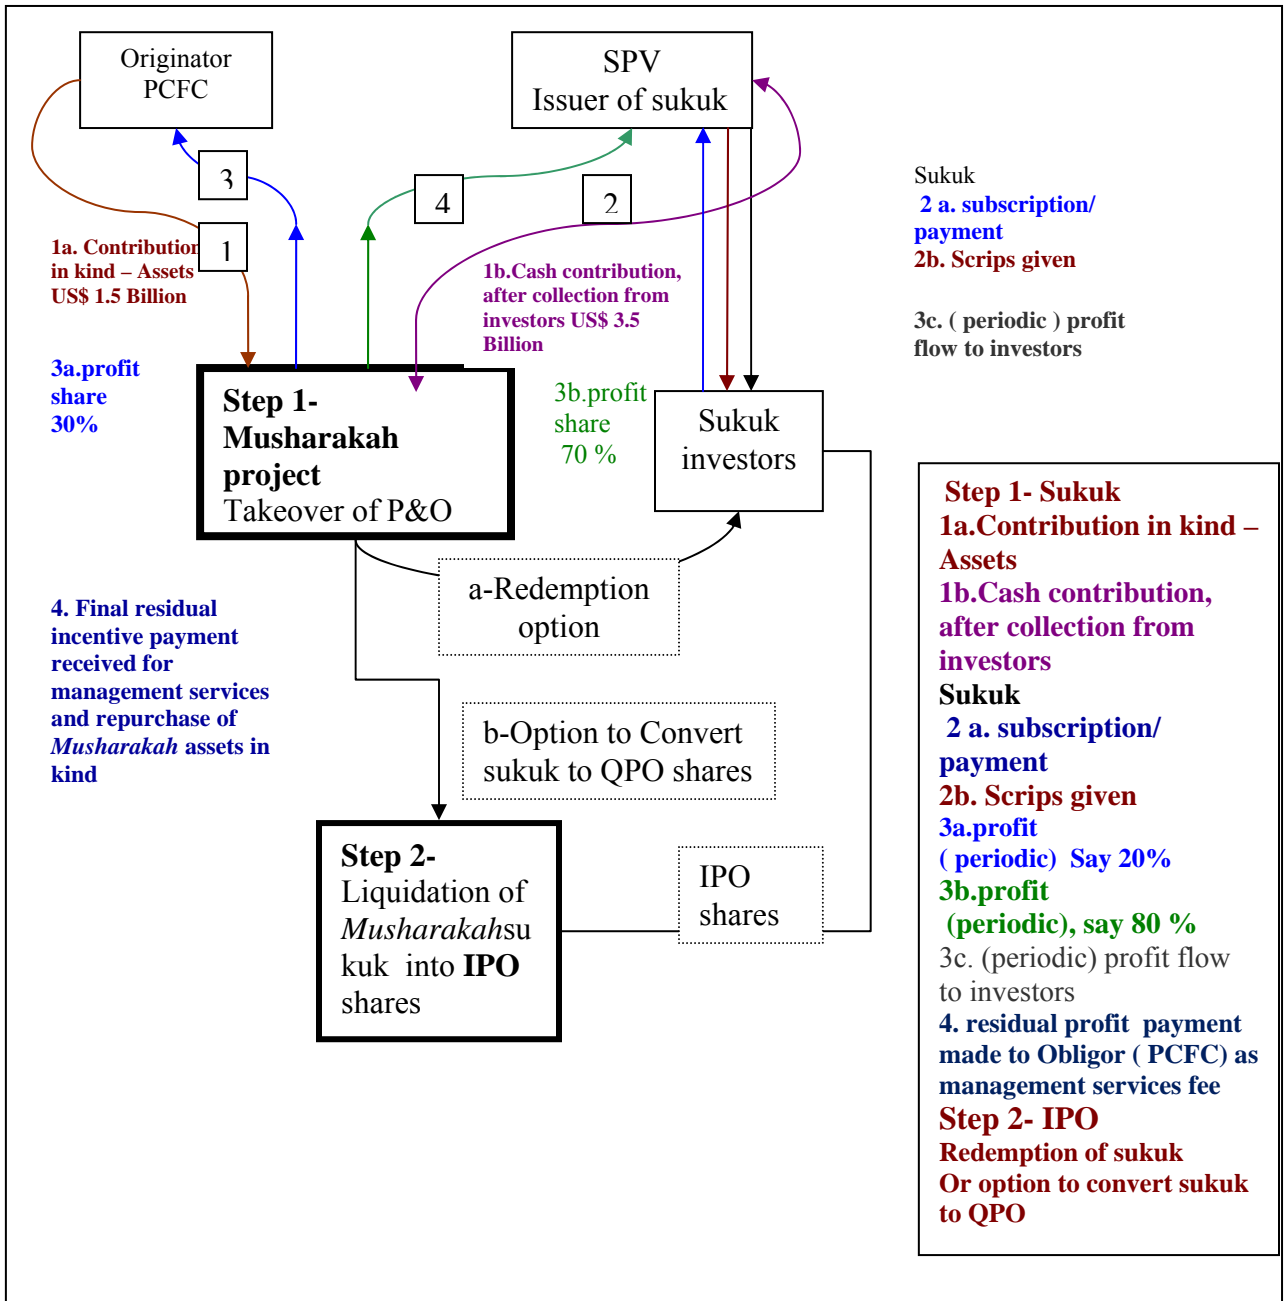 Originator
PCFC
SPV
Issuer of sukuk
3
4
2
1
1a. Contribution
in kind – Assets
US$ 1.5 Billion
1b.Cash contribution,
after collection from
investors US$ 3.5
Billion
Sukuk
2 a. subscription/
payment
2b. Scrips given
3c. ( periodic ) profit
flow to investors
3a.profit
share
30%
Step 1-
Musharakah
project
Takeover of P&O
3b.profit
share
70 %
Sukuk
investors
a-Redemption
option
4. Final residual
incentive payment
received for
management services
and repurchase of
Musharakah assets in
kind
b-Option to Convert
sukuk to QPO shares
Step 2-
Liquidation of
Musharakahsu
kuk into IPO
shares
IPO
shares
Step 1- Sukuk
1a.Contribution in kind –
Assets
1b.Cash contribution,
after collection from
investors
Sukuk
2 a. subscription/
payment
2b. Scrips given
3a.profit
( periodic) Say 20%
3b.profit
(periodic), say 80 %
3c. (periodic) profit flow
to investors
4. residual profit payment
made to Obligor ( PCFC) as
management services fee
Step 2- IPO
Redemption of sukuk
Or option to convert sukuk
to QPO